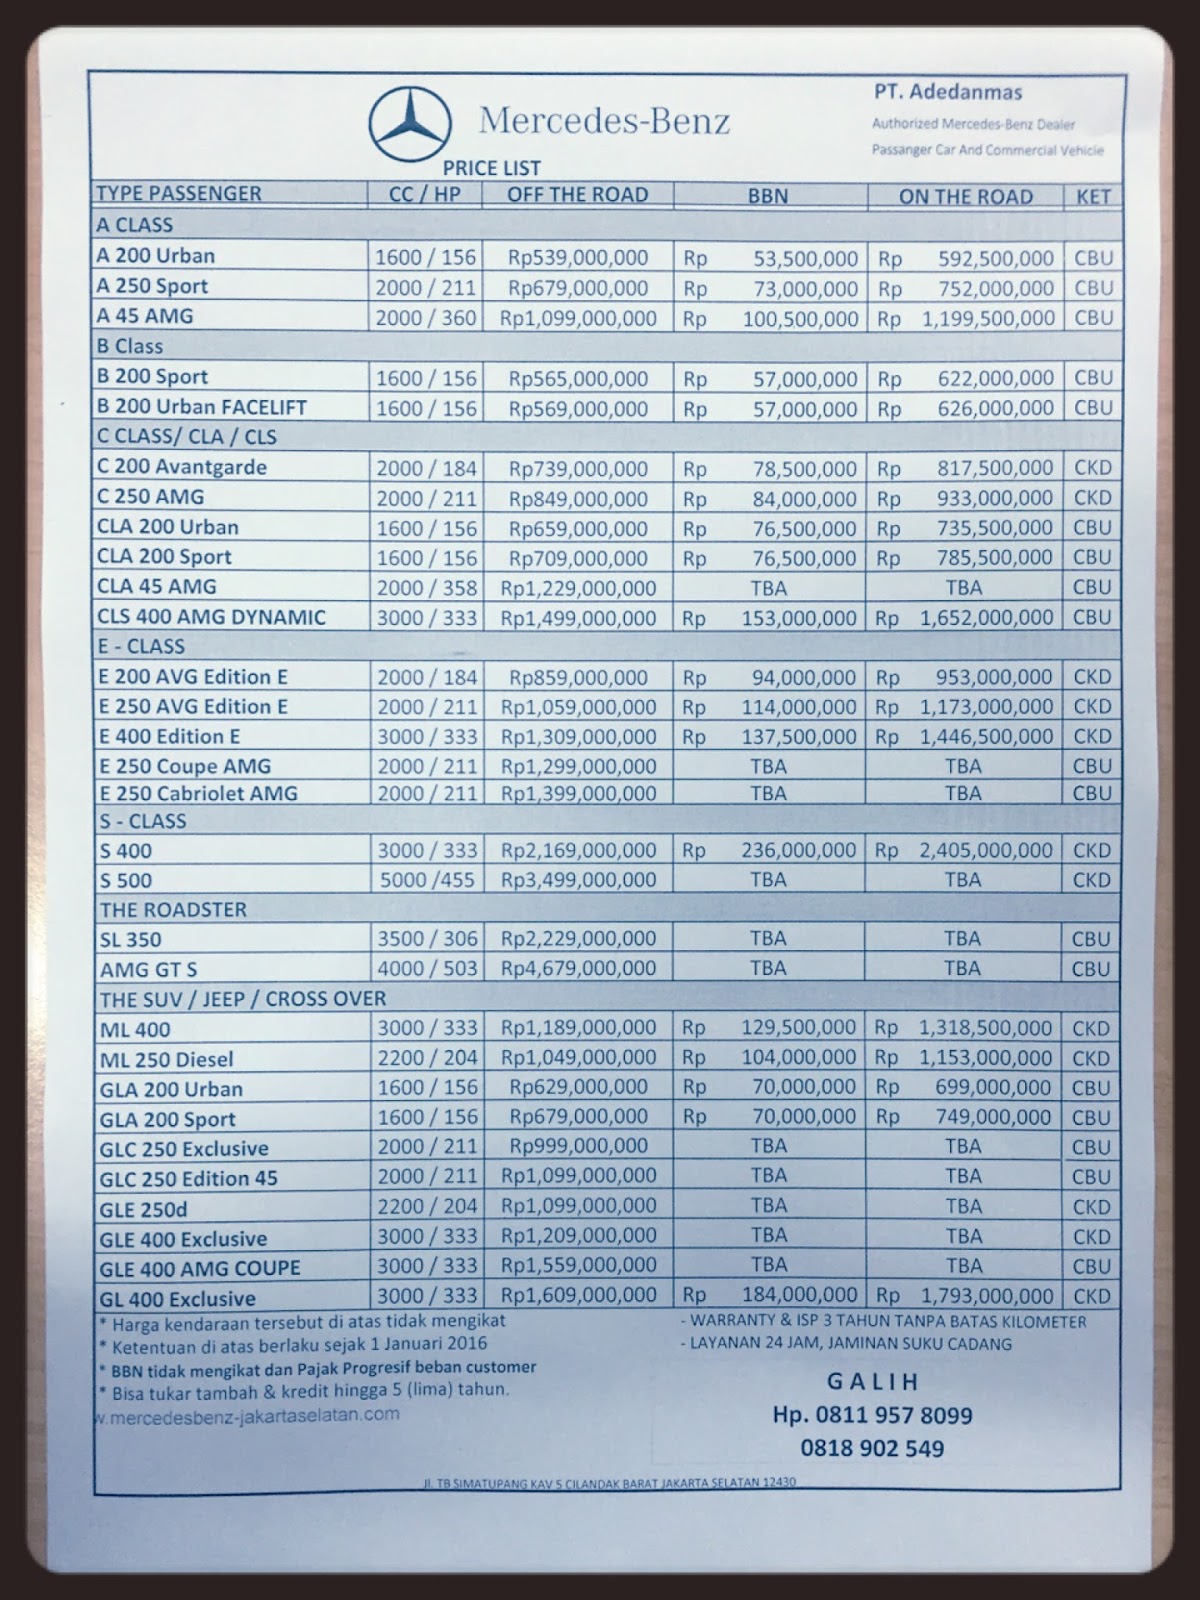 PT. Adedanmas
Mercedes-Benz
Authorized Mercedes-Benz Dealer
Passanger Car And Commercial Vehicle
PRICE LIST
TYPE PASSENGER CC / HP OFF THE ROAD BBN ON THE ROAD KET
A CLASS
A 200 Urban 1600 / 156 Rp539,000,000 Rp 53,500,000 Rp 592,500,000 CBU
A 250 Sport 2000 / 211 Rp679,000,000 Rp 73,000,000 Rp 752,000,000 CBU
A 45 AMG 2000 / 360 Rp1,099,000,000 Rp 100,500,000 Rp 1,199,500,000 CBU
B Class
B 200 Sport 1600 / 156 Rp565,000,000 Rp 57,000,000 Rp 622,000,000 CBU
B 200 Urban FACELIFT 1600 / 156 Rp569,000,000 Rp 57,000,000 Rp 626,000,000 CBU
C CLASS/ CLA / CLS
C 200 Avantgarde 2000 / 184 Rp739,000,000 Rp 78,500,000 Rp 817,500,000 CKD
C 250 AMG 2000 / 211 Rp849,000,000 Rp 84,000,000 Rp 933,000,000 CKD
CLA 200 Urban 1600 / 156 Rp659,000,000 Rp 76,500,000 Rp 735,500,000 CBU
CLA 200 Sport 1600 / 156 Rp709,000,000 Rp 76,500,000 Rp 785,500,000 CBU
CLA 45 AMG 2000 / 358 Rp1,229,000,000 TBA TBA CBU
CLS 400 AMG DYNAMIC 3000 / 333 Rp1,499,000,000 Rp 153,000,000 Rp 1,652,000,000 CBU
E - CLASS
E 200 AVG Edition E 2000 / 184 Rp859,000,000 Rp 94,000,000 Rp 953,000,000 CKD
E 250 AVG Edition E 2000 / 211 Rp1,059,000,000 Rp 114,000,000 Rp 1,173,000,000 CKD
E 400 Edition E 3000 / 333 Rp1,309,000,000 Rp 137,500,000 Rp 1,446,500,000 CKD
E 250 Coupe AMG 2000 / 211 Rp1,299,000,000 TBA TBA CBU
E 250 Cabriolet AMG 2000 / 211 Rp1,399,000,000 TBA TBA CBU
S - CLASS
S 400 3000 / 333 Rp2,169,000,000 Rp 236,000,000 Rp 2,405,000,000 CKD
S 500 5000 /455 Rp3,499,000,000 TBA TBA CKD
THE ROADSTER
SL 350 3500 / 306 Rp2,229,000,000 TBA TBA CBU
AMG GT S 4000 / 503 Rp4,679,000,000 TBA TBA CBU
THE SUV / JEEP / CROSS OVER
ML 400 3000 / 333 Rp1,189,000,000 Rp 129,500,000 Rp 1,318,500,000 CKD
ML 250 Diesel 2200 / 204 Rp1,049,000,000 Rp 104,000,000 Rp 1,153,000,000 CKD
GLA 200 Urban 1600 / 156 Rp629,000,000 Rp 70,000,000 Rp 699,000,000 CBU
GLA 200 Sport 1600 / 156 Rp679,000,000 Rp 70,000,000 Rp 749,000,000 CBU
GLC 250 Exclusive 2000 / 211 Rp999,000,000 TBA TBA CBU
GLC 250 Edition 45 2000 / 211 Rp1,099,000,000 TBA TBA CBU
GLE 250d 2200 / 204 Rp1,099,000,000 TBA TBA CKD
GLE 400 Exclusive 3000 / 333 Rp1,209,000,000 TBA TBA CKD
GLE 400 AMG COUPE 3000 / 333 Rp1,559,000,000 TBA TBA CBU
GL 400 Exclusive 3000 / 333 Rp1,609,000,000 Rp 184,000,000 Rp 1,793,000,000 CKD
* Harga kendaraan tersebut di atas tidak mengikat
* Ketentuan di atas berlaku sejak 1 Januari 2016
* BBN tidak mengikat dan Pajak Progresif beban customer
* Bisa tukar tambah & kredit hingga 5 (lima) tahun.
w.mercedesbenz-jakartaselatan.com
- WARRANTY & ISP 3 TAHUN TANPA BATAS KILOMETER
- LAYANAN 24 JAM, JAMINAN SUKU CADANG
GALIH
Hp. 0811 957 8099
0818 902 549
Jl. TB SIMATUPANG KAV 5 CILANDAK BARAT JAKARTA SELATAN 12430